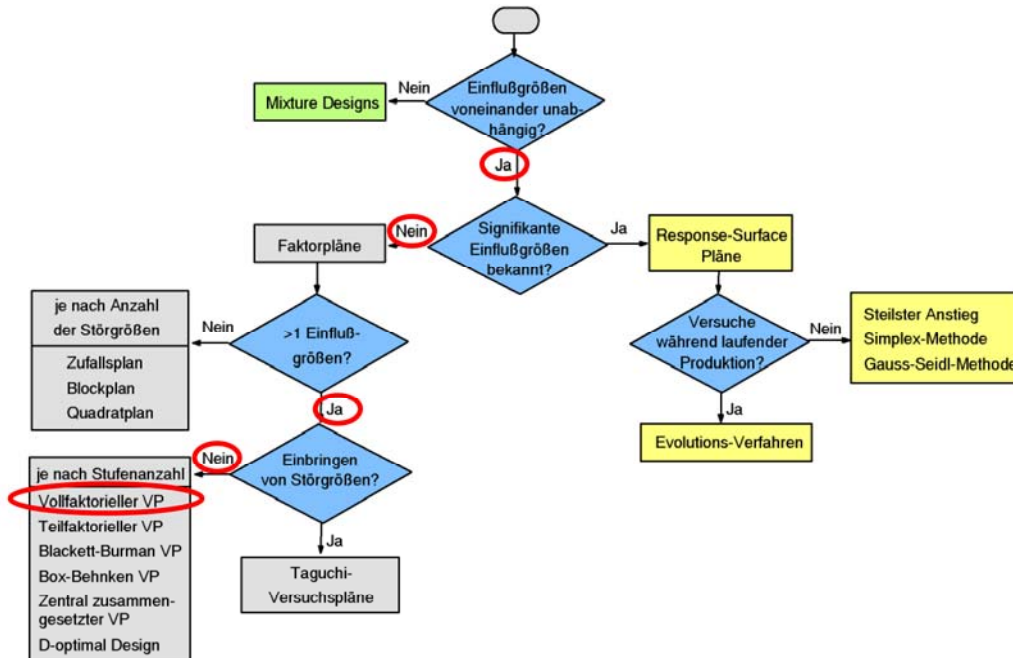 Einflußgrößen
voneinander unab-
hängig?
Nein
Mixture Designs
Ja
Signifikante
Einflußgrößen
bekannt?
Nein
Faktorpläne
Ja
Response-Surface
Pläne
>1 Einfluß-
größen?
Nein
je nach Anzahl
der Störgrößen
Zufallsplan
Blockplan
Quadratplan
Versuche
während laufender
Produktion?
Nein
Steilster Anstieg
Simplex-Methode
Gauss-Seidl-Methode
Ja
Evolutions-Verfahren
Ja
Einbringen
von Störgrößen?
Nein
je nach Stufenanzahl
Vollfaktorieller VP
Teilfaktorieller VP
Blackett-Burman VP
Box-Behnken VP
Zentral zusammen-
gesetzter VP
D-optimal Design
Ja
Taguchi-
Versuchspläne